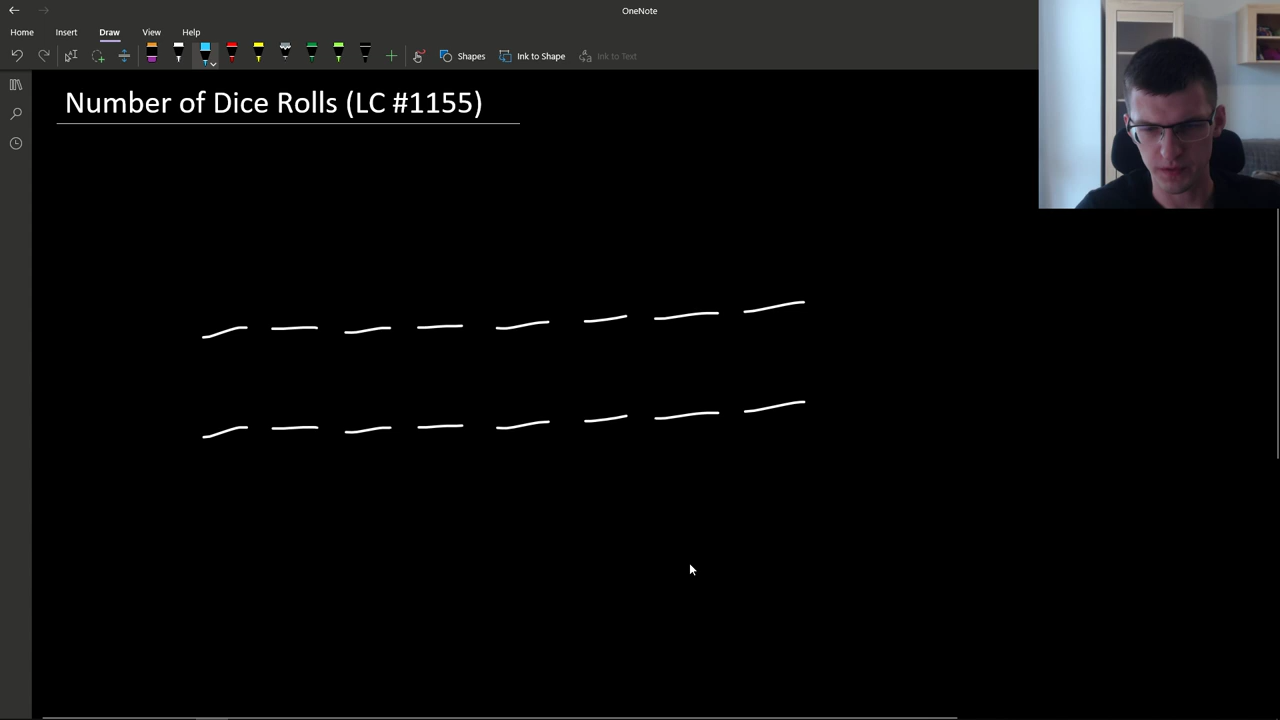 OneNote
Home Insert Draw View Help
Shapes Ink to Shape Ink to Text
Number of Dice Rolls (LC #1155)